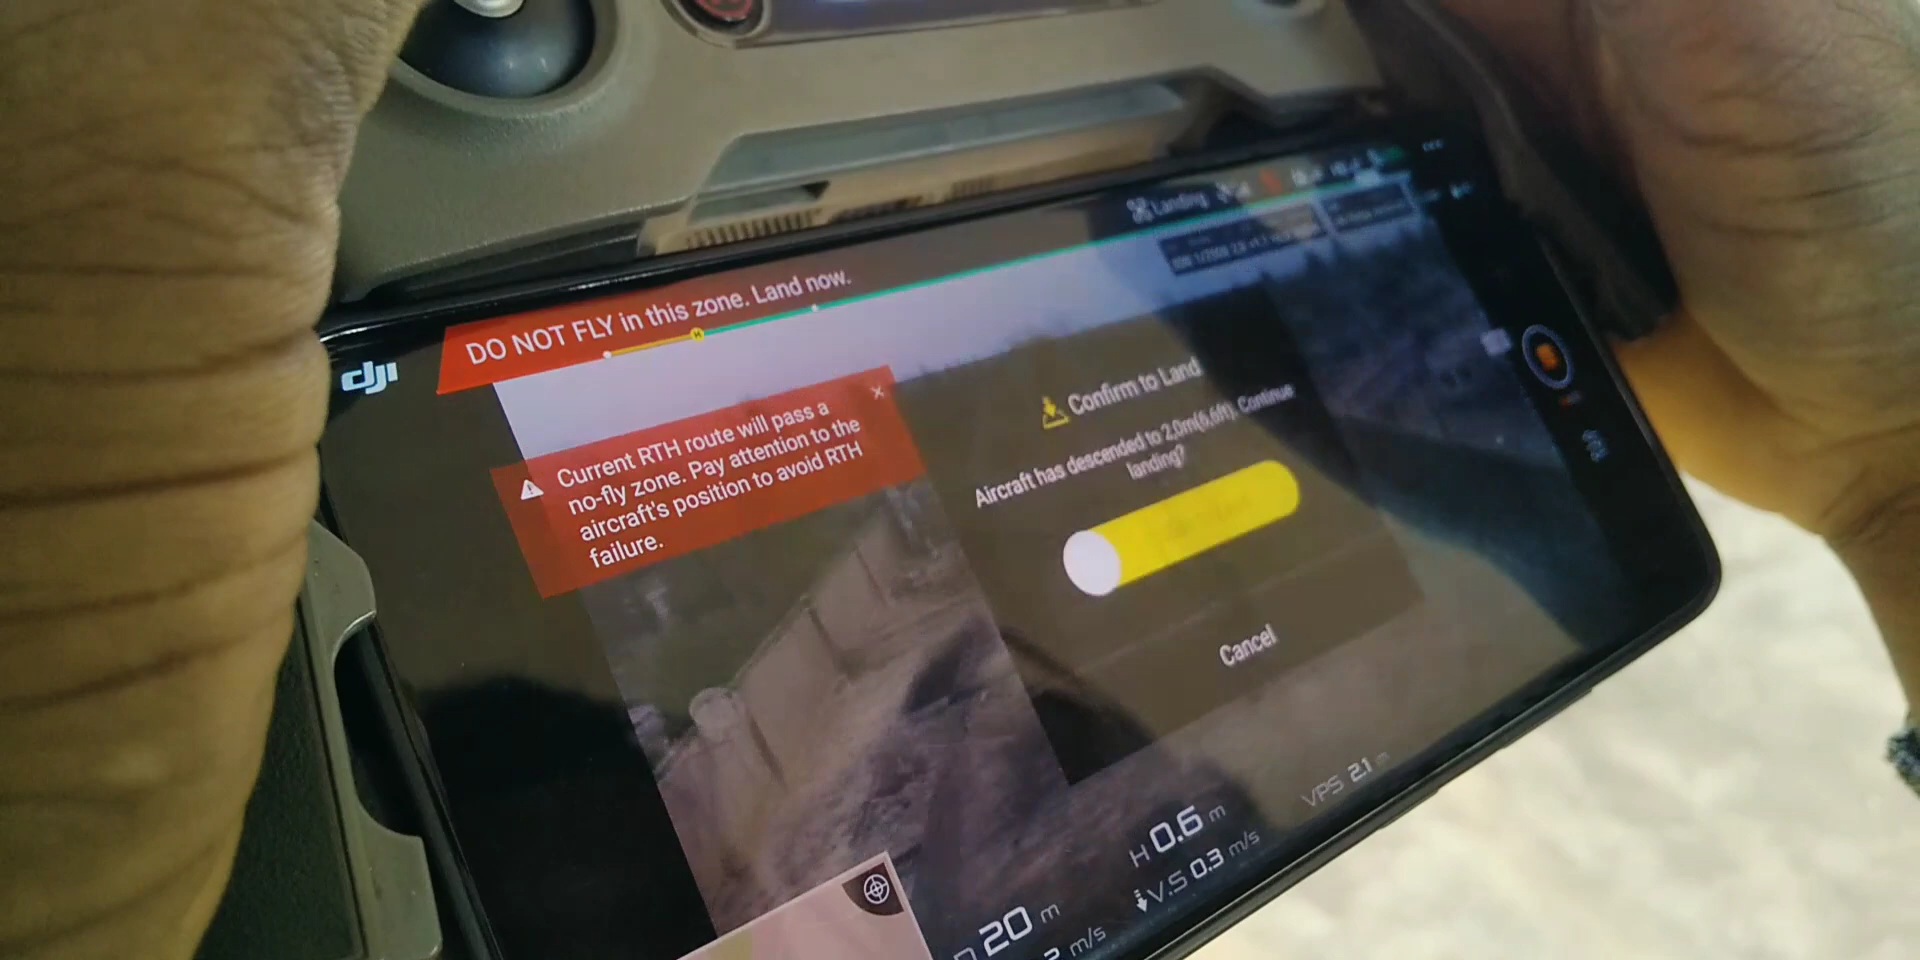 Landing
DO NOT FLY in this zone. Land now.
dji
Current RTH route will pass a
no-fly zone. Pay attention to the
aircraft's position to avoid RTH
failure.
Confirm to Land
Aircraft has descended to 2.0m(6.6ft). Continue
landing?
Cancel
H 0.6 m
VPS 2.1 m
V.S 0.3 m/s
20 m
m/s